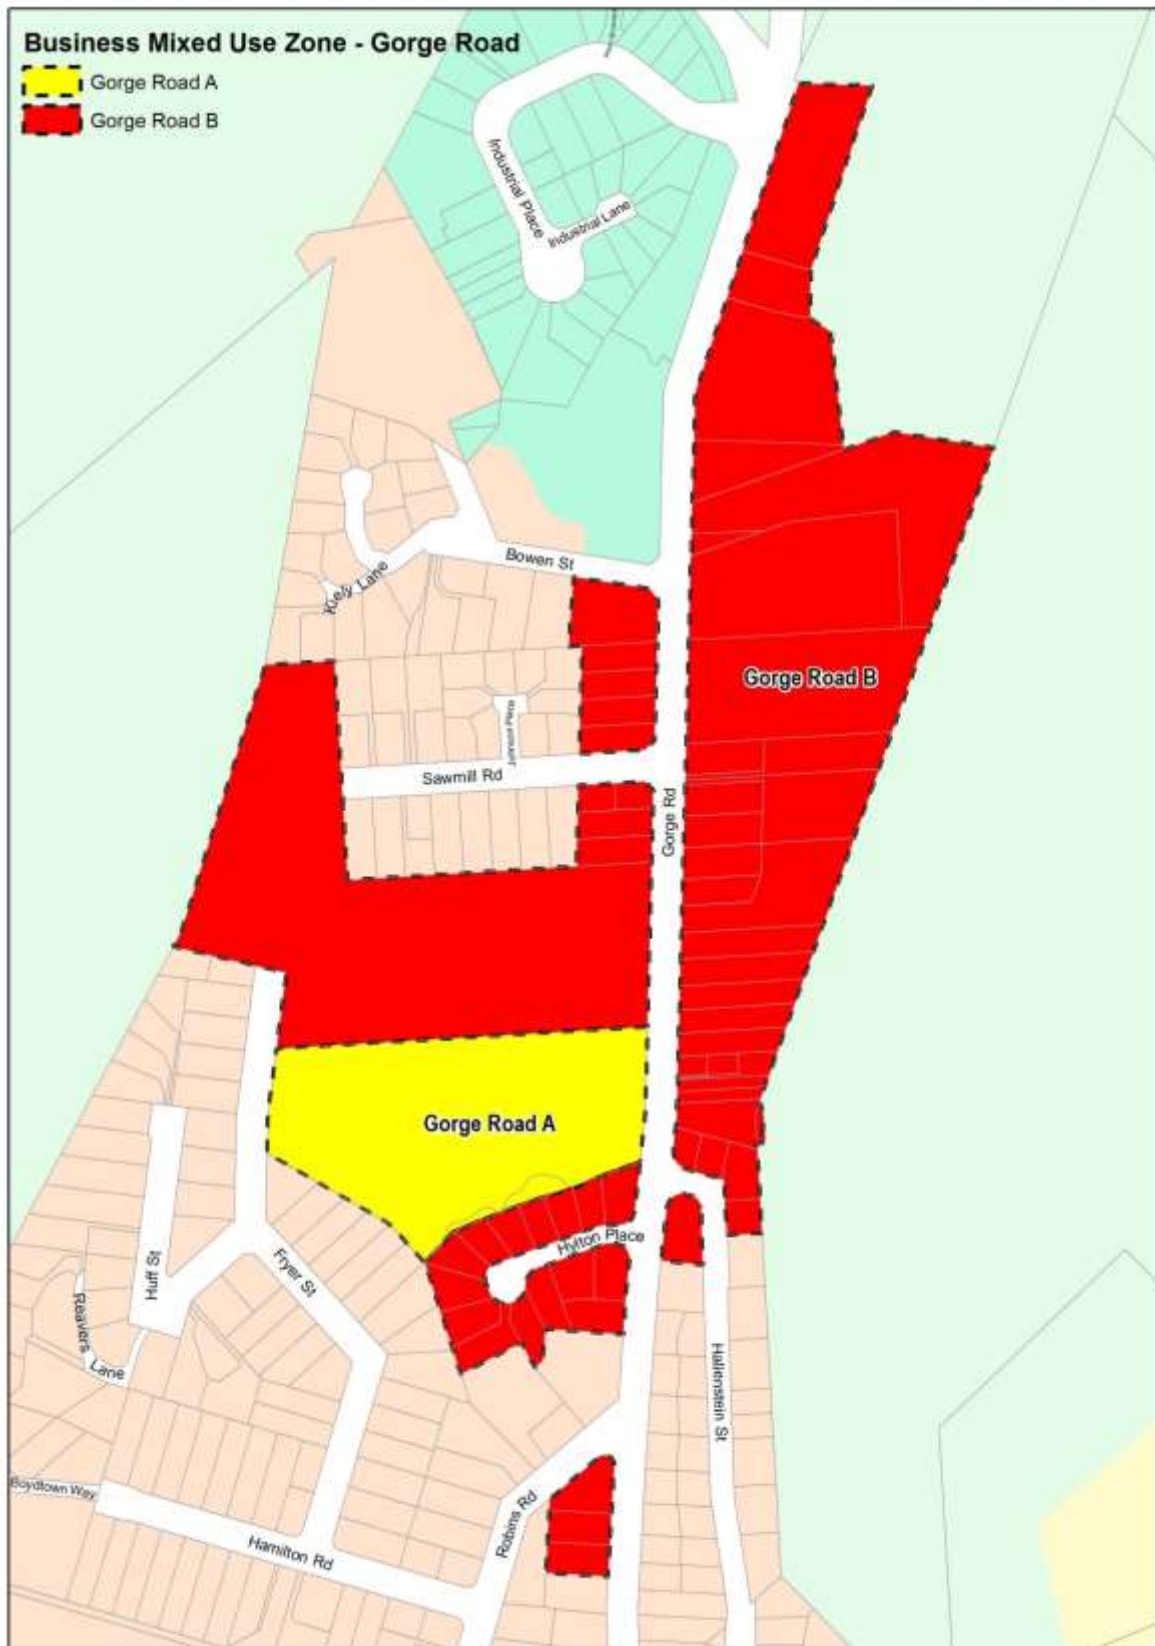 Business Mixed Use Zone - Gorge Road
Gorge Road A
Gorge Road B
Industrial Place
Industrial Lane
Bowen St
Kiely Lane
Gorge Road B
Johnson Place
Sawmill Rd
Gorge Rd
Gorge Road A
Hylton Place
Huff St
Fryer St
Reavers
Lane
Hallenstein St
Boydtown Way
Robins Rd
Hamilton Rd